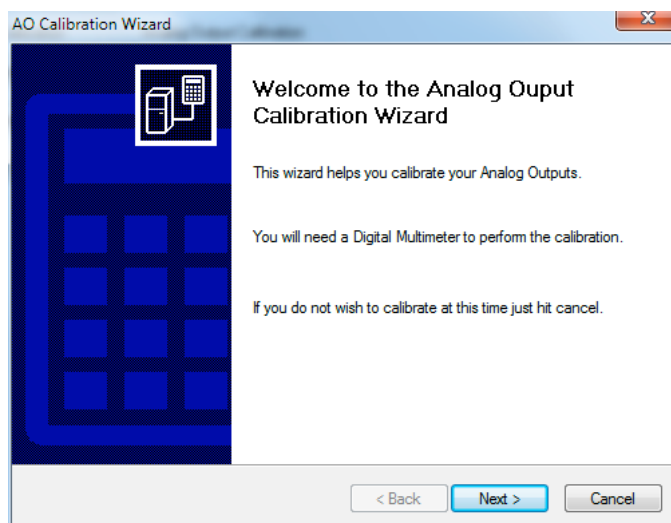 AO Calibration Wizard
Welcome to the Analog Ouput
Calibration Wizard
This wizard helps you calibrate your Analog Outputs.
You will need a Digital Multimeter to perform the calibration.
If you do not wish to calibrate at this time just hit cancel.
< Back
Next >
Cancel